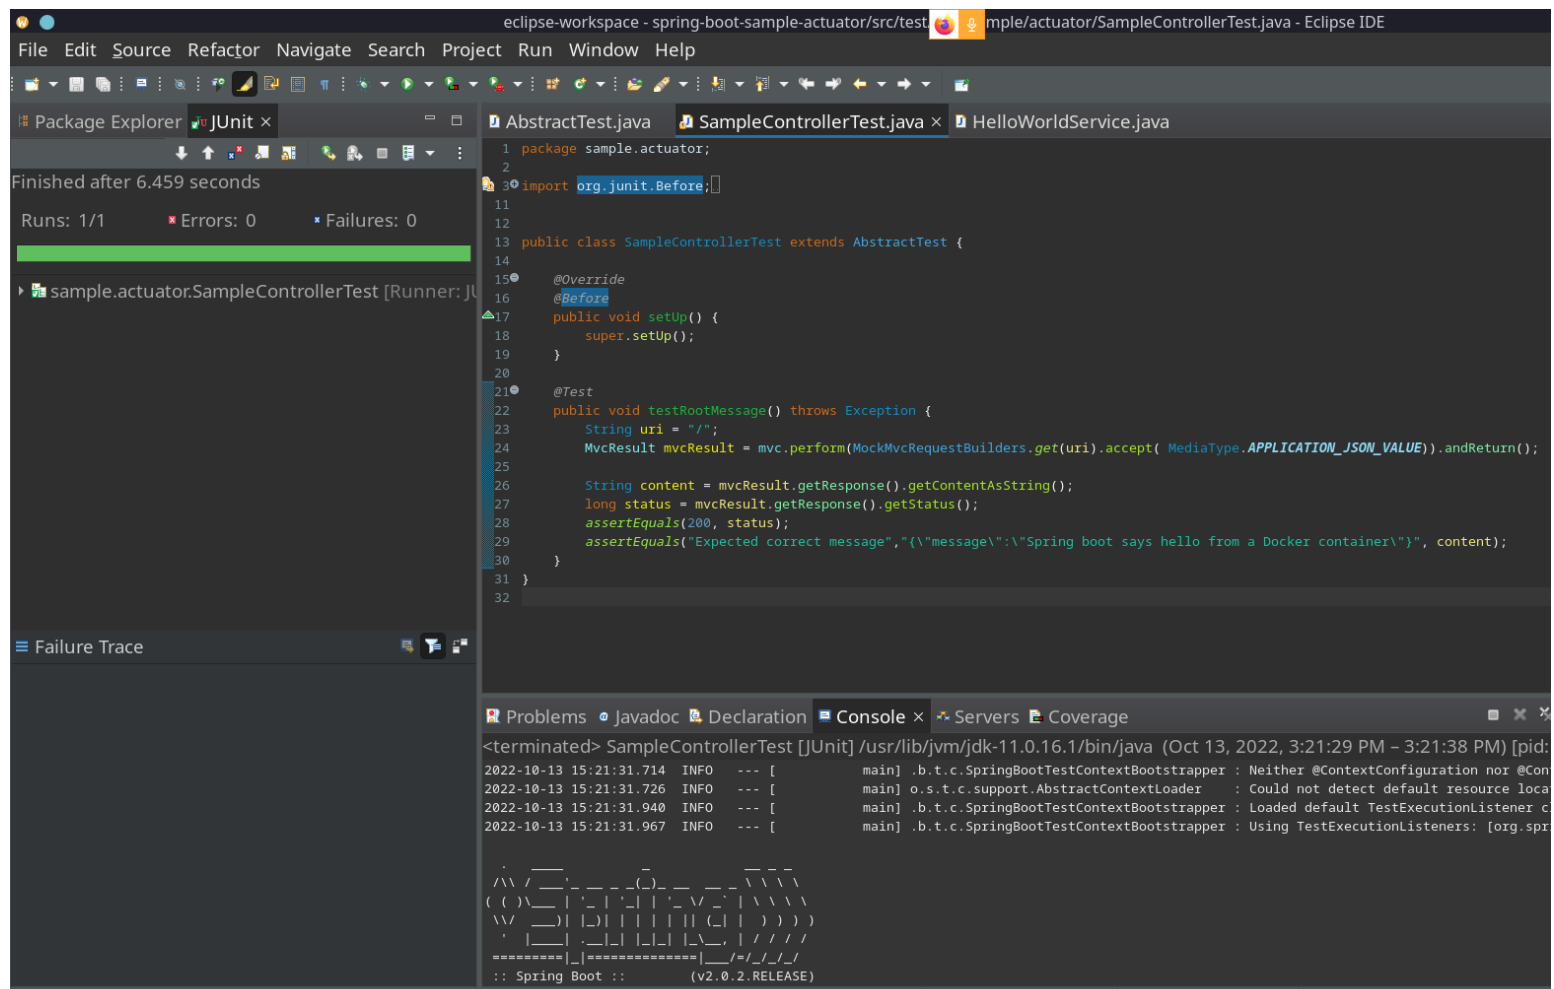 eclipse-workspace - spring-boot-sample-actuator/src/test/ mple/actuator/SampleControllerTest.java - Eclipse IDE
File Edit Source Refactor Navigate Search Project Run Window Help
Package Explorer JUnit
Finished after 6.459 seconds
Runs: 1/1 Errors: 0 Failures: 0
sample.actuator.SampleControllerTest [Runner: JU
Failure Trace
AbstractTest.java SampleControllerTest.java HelloWorldService.java
1 package sample.actuator;
2
3 import org.junit.Before;
11
12
13 public class SampleControllerTest extends AbstractTest {
14
15 @Override
16 @Before
17 public void setUp() {
18 super.setUp();
19 }
20
21 @Test
22 public void testRootMessage() throws Exception {
23 String uri = "/";
24 MvcResult mvcResult = mvc.perform(MockMvcRequestBuilders.get(uri).accept( MediaType.APPLICATION_JSON_VALUE)).andReturn();
25
26 String content = mvcResult.getResponse().getContentAsString();
27 long status = mvcResult.getResponse().getStatus();
28 assertEquals(200, status);
29 assertEquals("Expected correct message","{\"message\":\"Spring boot says hello from a Docker container\"}", content);
30 }
31 }
32
Problems Javadoc Declaration Console Servers Coverage
<terminated> SampleControllerTest [JUnit] /usr/lib/jvm/jdk-11.0.16.1/bin/java (Oct 13, 2022, 3:21:29 PM – 3:21:38 PM) [pid:
2022-10-13 15:21:31.714 INFO --- [ main] .b.t.c.SpringBootTestContextBootstrapper : Neither @ContextConfiguration nor @Con
2022-10-13 15:21:31.726 INFO --- [ main] o.s.t.c.support.AbstractContextLoader : Could not detect default resource loca
2022-10-13 15:21:31.940 INFO --- [ main] .b.t.c.SpringBootTestContextBootstrapper : Loaded default TestExecutionListener c
2022-10-13 15:21:31.967 INFO --- [ main] .b.t.c.SpringBootTestContextBootstrapper : Using TestExecutionListeners: [org.spr
:: Spring Boot :: (v2.0.2.RELEASE)